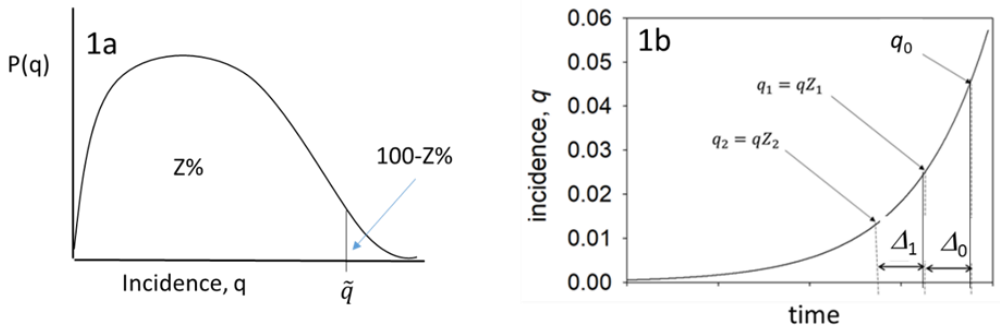 1a
P(q)
Z%
100-Z%
Incidence, q
q̃
1b
0.06
0.05
0.04
0.03
0.02
0.01
0.00
incidence, q
q₀
q₁ = qZ₁
q₂ = qZ₂
Δ₁
Δ₀
time